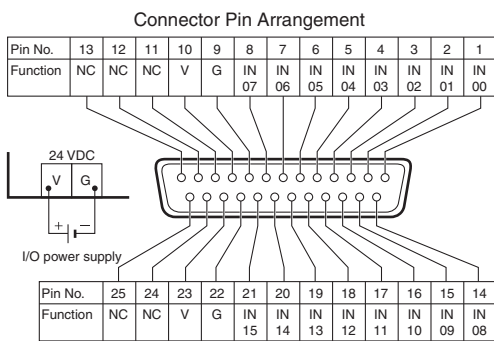 Connector Pin Arrangement
Pin No. 13 12 11 10 9 8 7 6 5 4 3 2 1
Function NC NC NC V G IN IN IN IN IN IN IN IN
07 06 05 04 03 02 01 00
24 VDC
V G
+ −
I/O power supply
Pin No. 25 24 23 22 21 20 19 18 17 16 15 14
Function NC NC V G IN IN IN IN IN IN IN IN
15 14 13 12 11 10 09 08